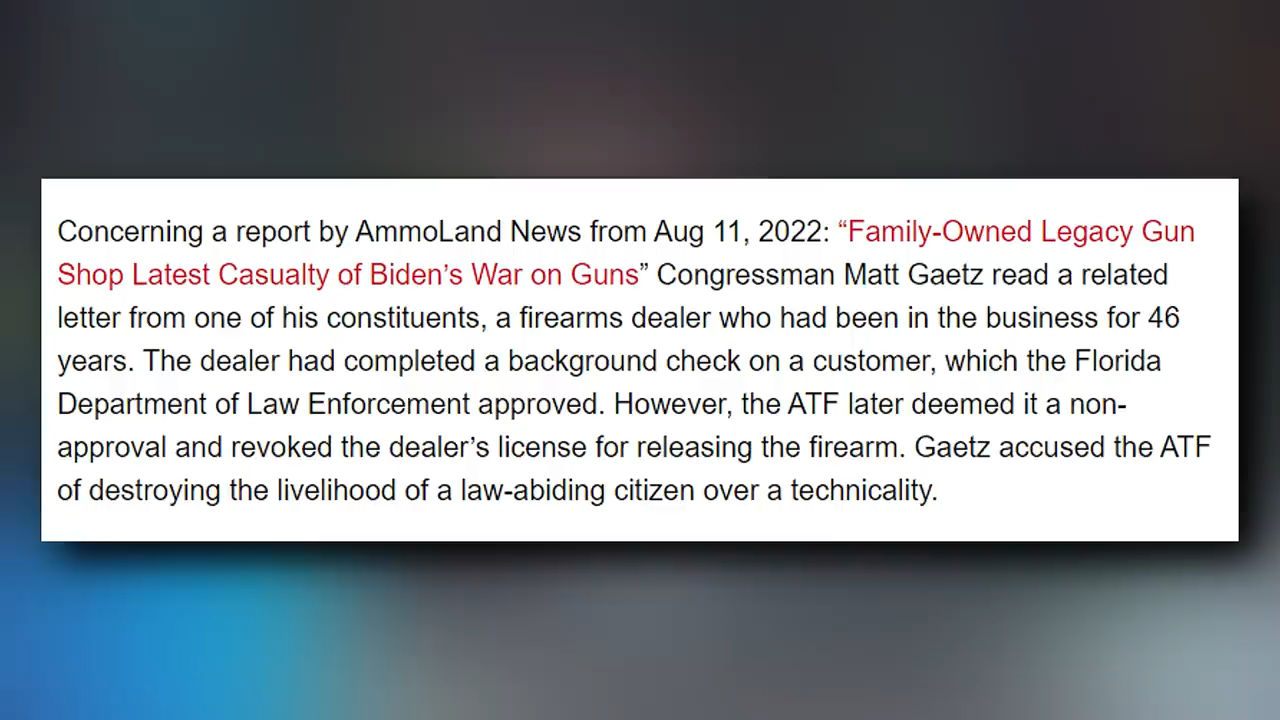 Concerning a report by AmmoLand News from Aug 11, 2022: “Family-Owned Legacy Gun
Shop Latest Casualty of Biden’s War on Guns” Congressman Matt Gaetz read a related
letter from one of his constituents, a firearms dealer who had been in the business for 46
years. The dealer had completed a background check on a customer, which the Florida
Department of Law Enforcement approved. However, the ATF later deemed it a non-
approval and revoked the dealer’s license for releasing the firearm. Gaetz accused the ATF
of destroying the livelihood of a law-abiding citizen over a technicality.